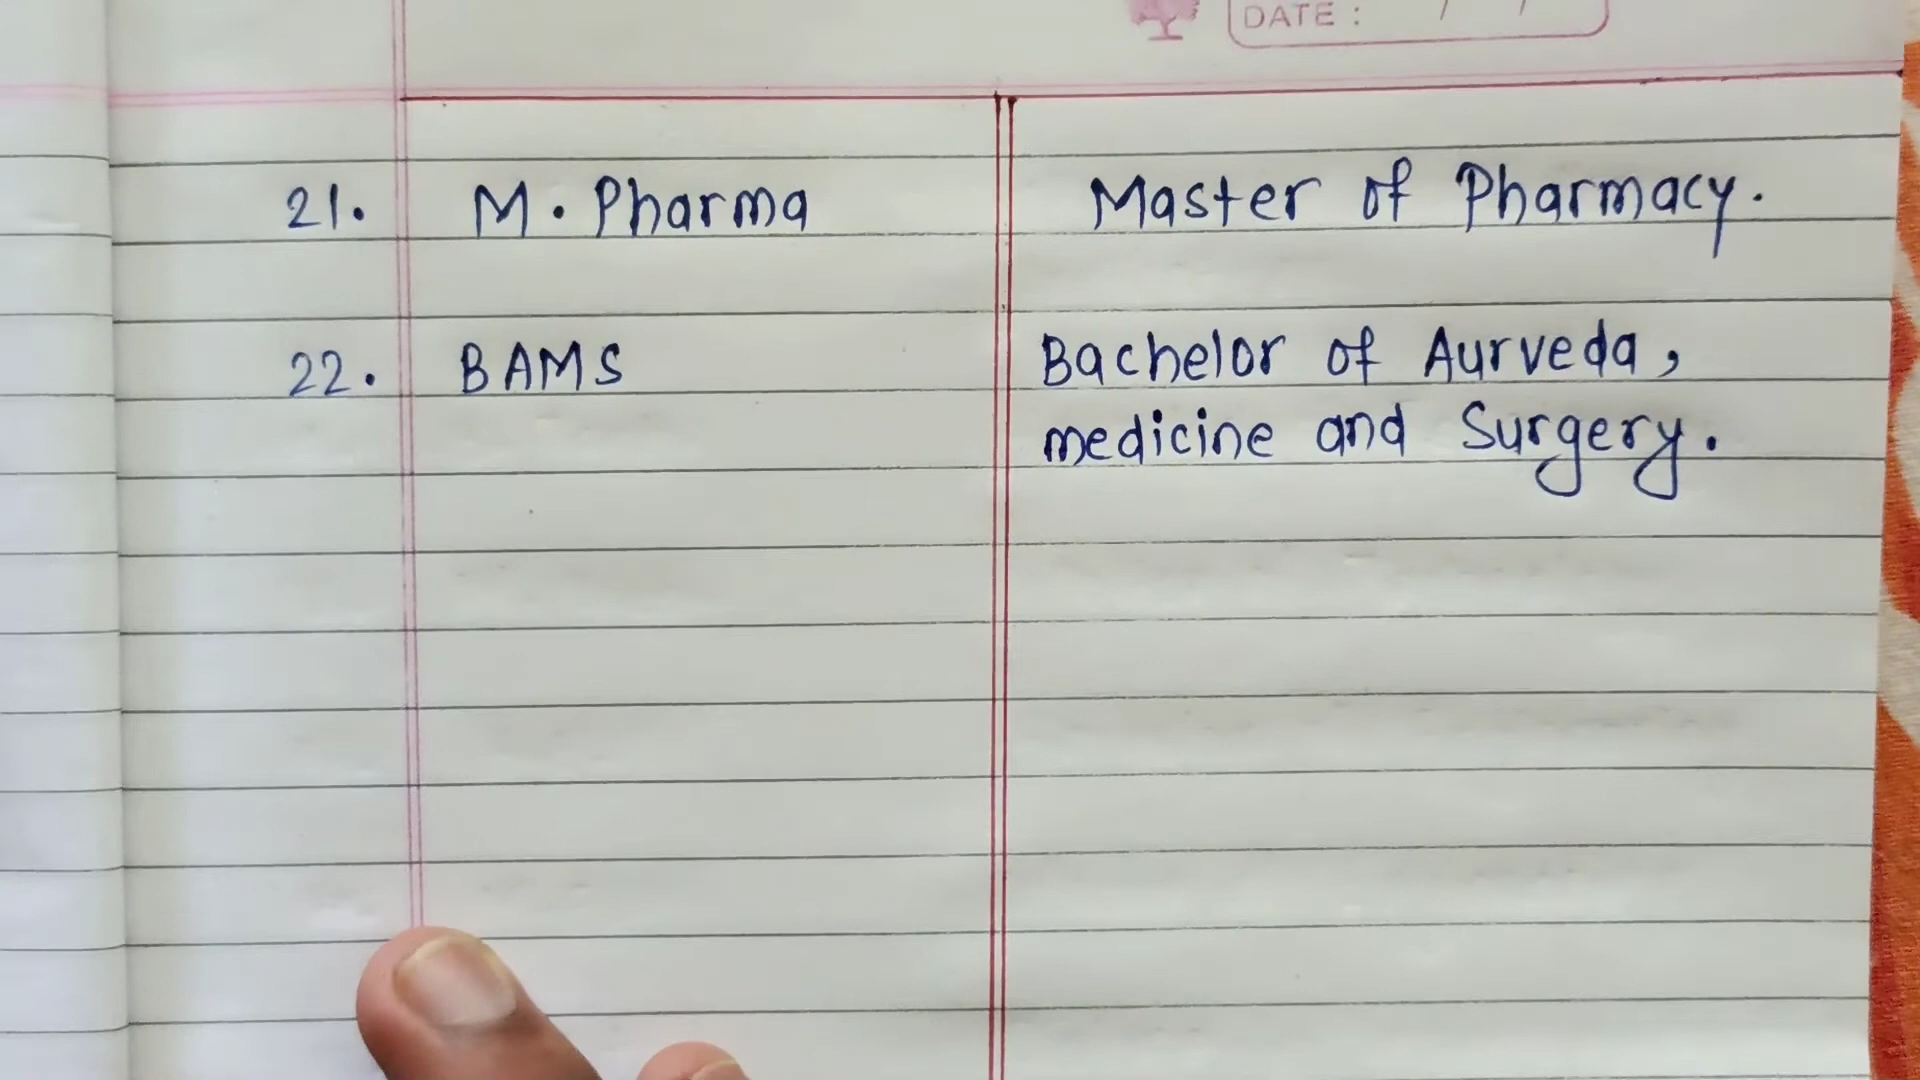 DATE : / /
21. M. Pharma Master of Pharmacy.
22. BAMS Bachelor of Aurveda,
medicine and Surgery.